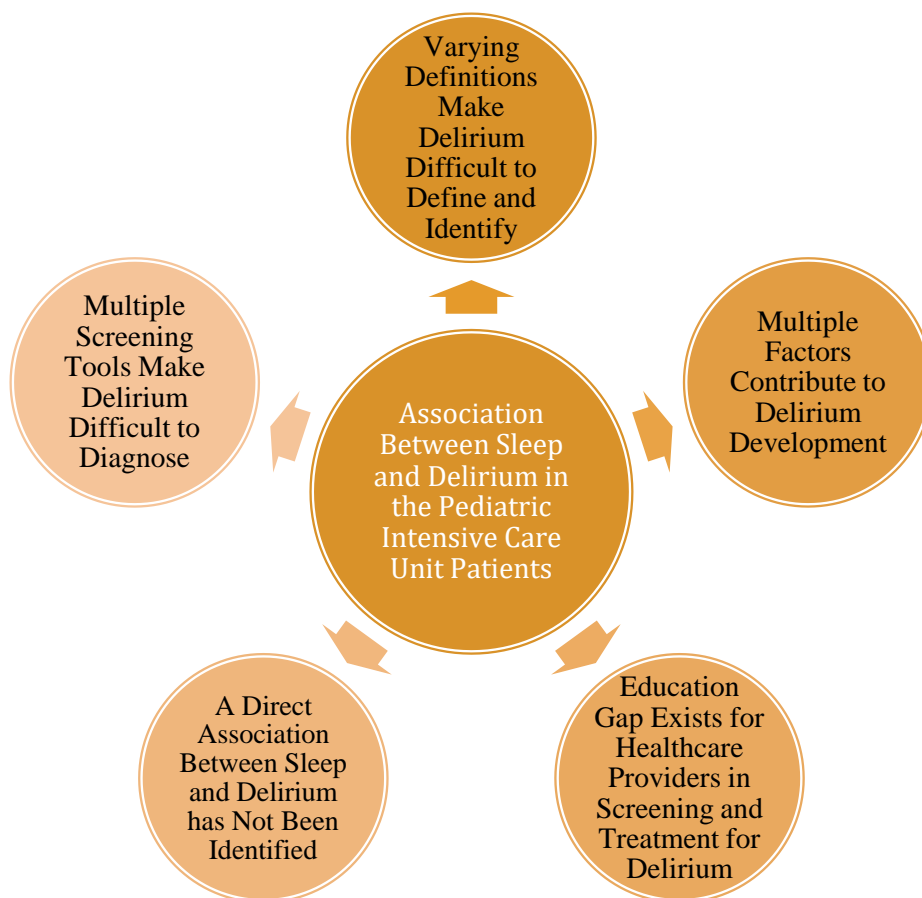 Varying
Definitions
Make
Delirium
Difficult to
Define and
Identify
Multiple
Screening
Tools Make
Delirium
Difficult to
Diagnose
Multiple
Factors
Contribute to
Delirium
Development
Association
Between Sleep
and Delirium in
the Pediatric
Intensive Care
Unit Patients
A Direct
Association
Between Sleep
and Delirium
has Not Been
Identified
Education
Gap Exists for
Healthcare
Providers in
Screening and
Treatment for
Delirium